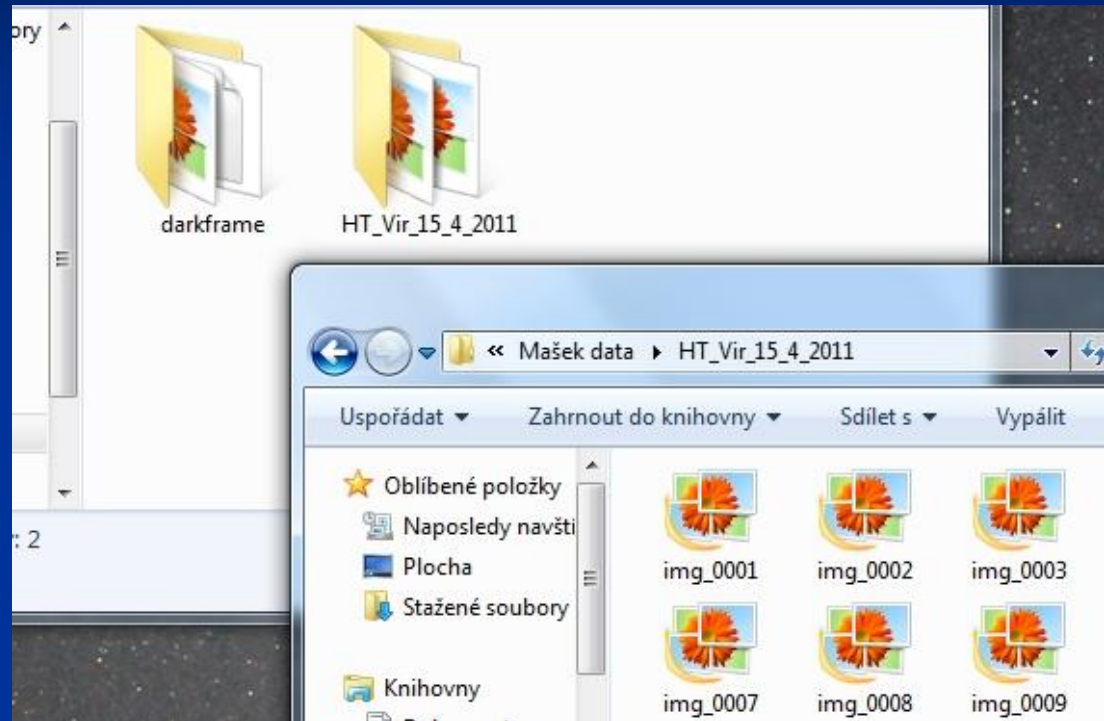 ory
darkframe HT_Vir_15_4_2011
« Mašek data ▸ HT_Vir_15_4_2011
Uspořádat ▾ Zahrnout do knihovny ▾ Sdílet s ▾ Vypálit
Oblíbené položky
Naposledy navšti
Plocha
Stažené soubory
: 2
img_0001 img_0002 img_0003
Knihovny
img_0007 img_0008 img_0009